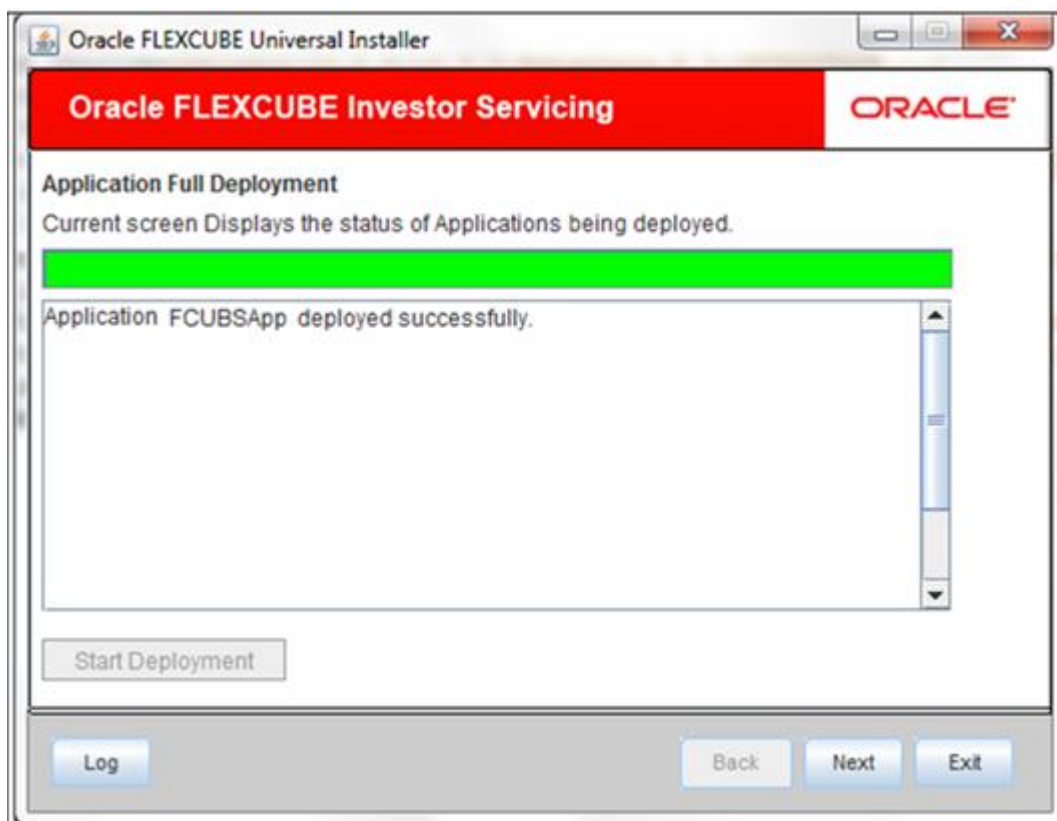 Oracle FLEXCUBE Universal Installer
Oracle FLEXCUBE Investor Servicing
ORACLE
Application Full Deployment
Current screen Displays the status of Applications being deployed.
Application FCUBSApp deployed successfully.
Start Deployment
Log
Back
Next
Exit